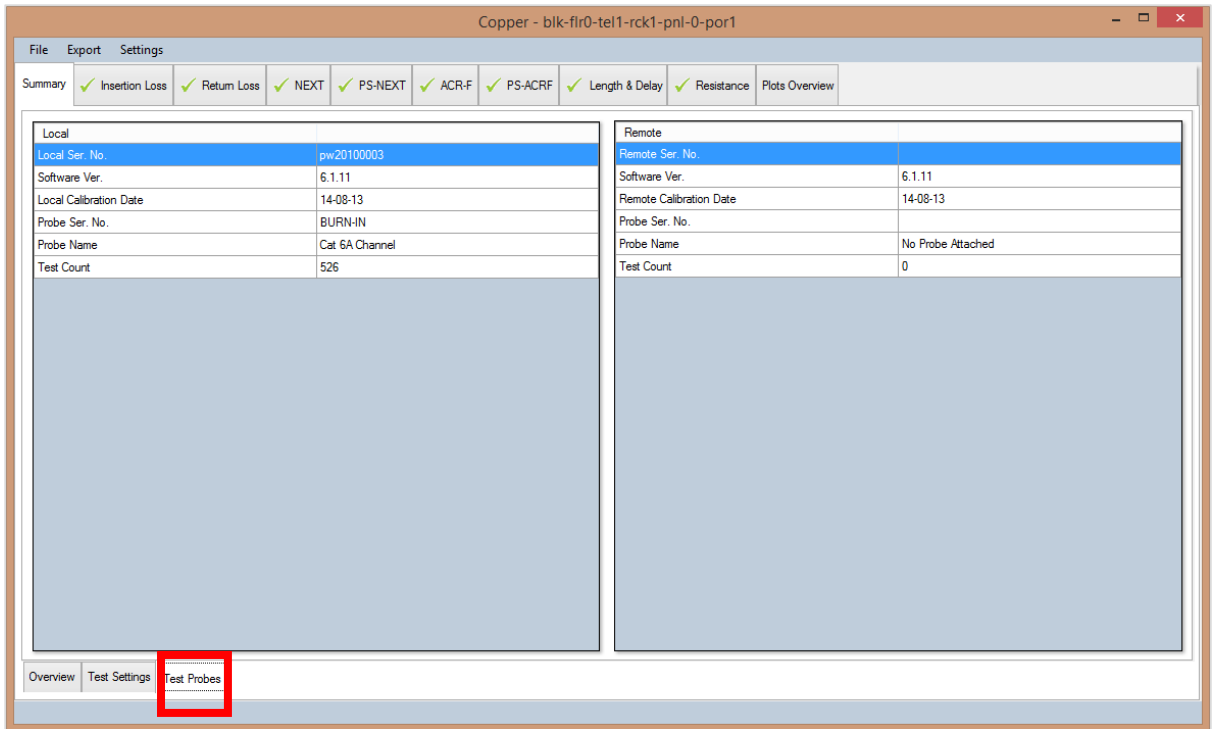 Copper - blk-flr0-tel1-rck1-pnl-0-por1
File Export Settings
Summary Insertion Loss Return Loss NEXT PS-NEXT ACR-F PS-ACRF Length & Delay Resistance Plots Overview
Local
Local Ser. No. pw20100003
Software Ver. 6.1.11
Local Calibration Date 14-08-13
Probe Ser. No. BURN-IN
Probe Name Cat 6A Channel
Test Count 526
Remote
Remote Ser. No.
Software Ver. 6.1.11
Remote Calibration Date 14-08-13
Probe Ser. No.
Probe Name No Probe Attached
Test Count 0
Overview Test Settings Test Probes